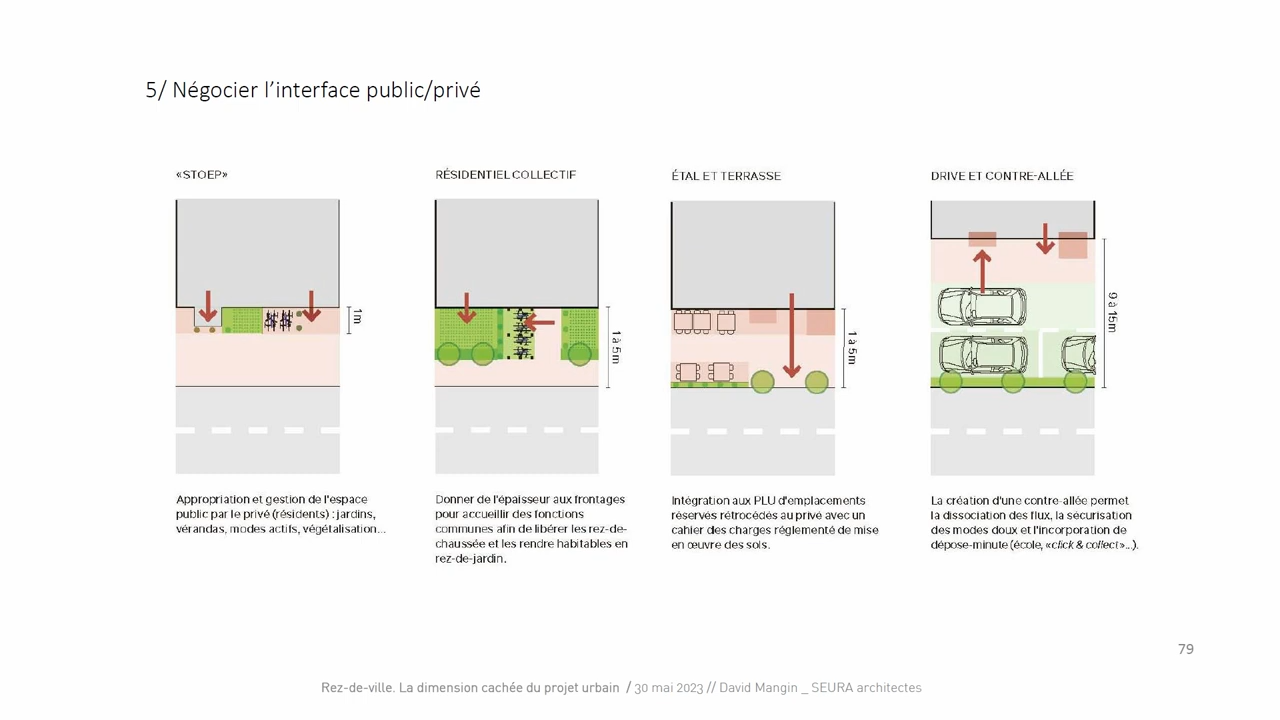 5/ Négocier l’interface public/privé
«STOEP»
1m
Appropriation et gestion de l'espace
public par le privé (résidents) : jardins,
vérandas, modes actifs, végétalisation...
RÉSIDENTIEL COLLECTIF
1 à 5m
Donner de l'épaisseur aux frontages
pour accueillir des fonctions
communes afin de libérer les rez-de-
chaussée et les rendre habitables en
rez-de-jardin.
ÉTAL ET TERRASSE
1 à 5m
Intégration aux PLU d'emplacements
réservés rétrocédés au privé avec un
cahier des charges réglementé de mise
en œuvre des sols.
DRIVE ET CONTRE-ALLÉE
9 à 15m
La création d'une contre-allée permet
la dissociation des flux, la sécurisation
des modes doux et l'incorporation de
dépose-minute (école, «click & collect»...).
79
Rez-de-ville. La dimension cachée du projet urbain / 30 mai 2023 // David Mangin _ SEURA architectes